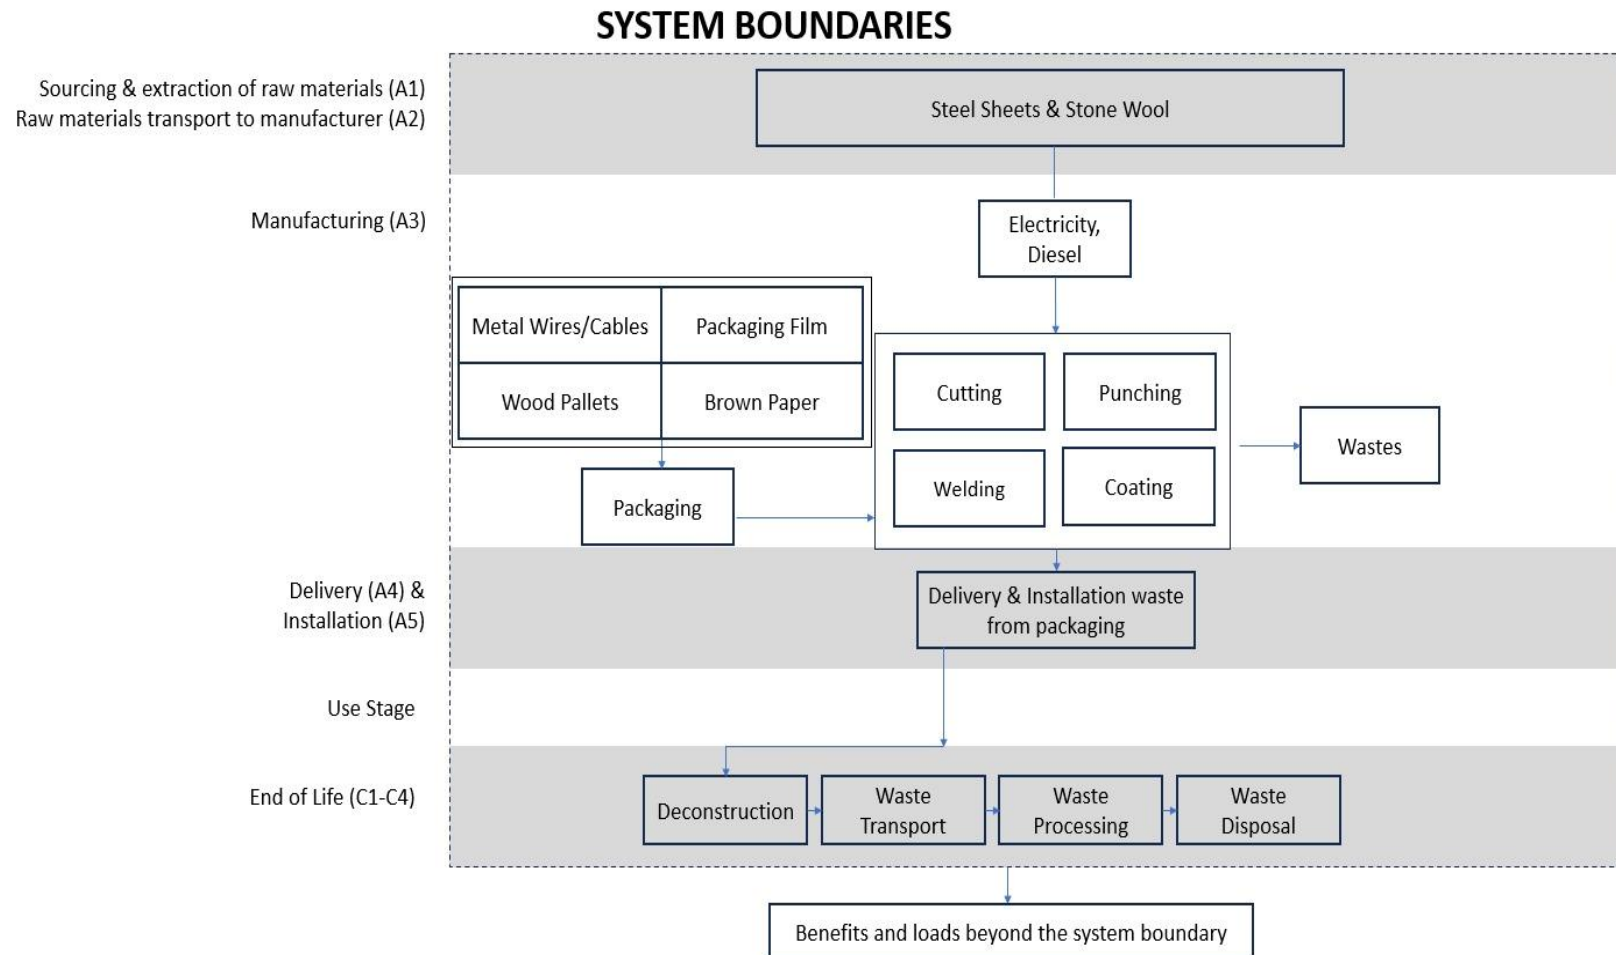 SYSTEM BOUNDARIES
Sourcing & extraction of raw materials (A1)
Raw materials transport to manufacturer (A2)
Steel Sheets & Stone Wool
Manufacturing (A3)
Electricity,
Diesel
Metal Wires/Cables
Packaging Film
Wood Pallets
Brown Paper
Packaging
Cutting
Punching
Welding
Coating
Wastes
Delivery (A4) &
Installation (A5)
Delivery & Installation waste
from packaging
Use Stage
End of Life (C1-C4)
Deconstruction
Waste
Transport
Waste
Processing
Waste
Disposal
Benefits and loads beyond the system boundary